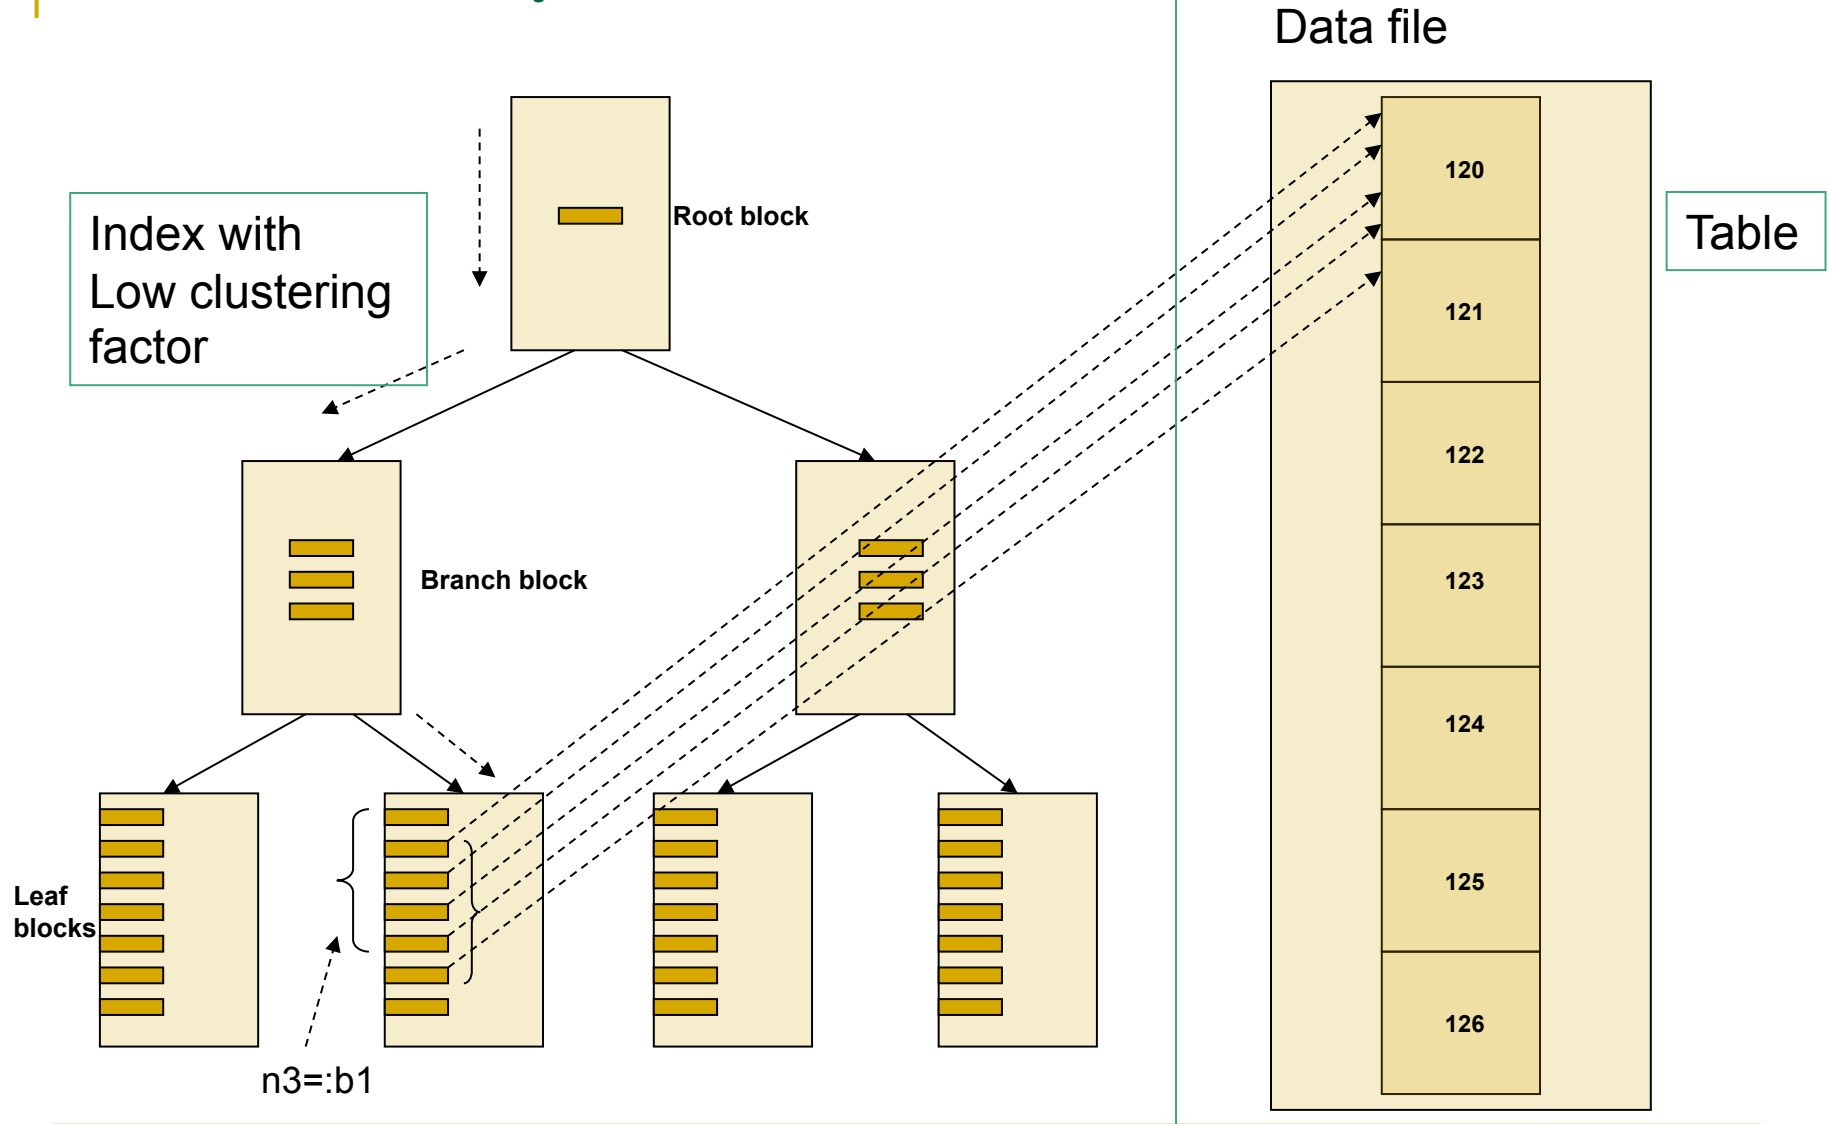 Data file
Index with
Low clustering
factor
Root block
Table
Branch block
Leaf
blocks
n3=:b1
120
121
122
123
124
125
126